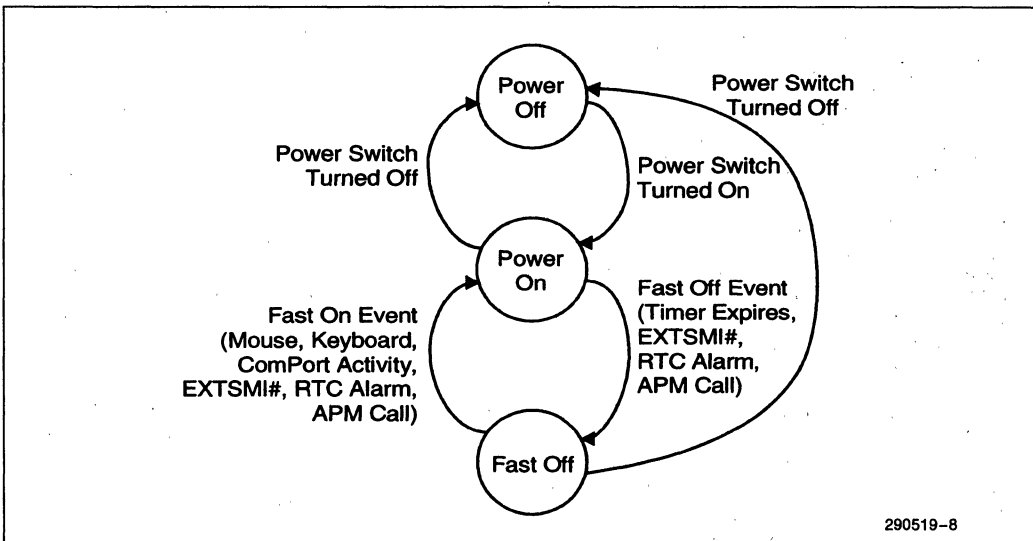 Power
Off
Power Switch
Turned Off
Power Switch
Turned Off
Power Switch
Turned On
Power
On
Fast On Event
(Mouse, Keyboard,
ComPort Activity,
EXTSMI#, RTC Alarm,
APM Call)
Fast Off Event
(Timer Expires,
EXTSMI#,
RTC Alarm,
APM Call)
Fast Off
290519–8